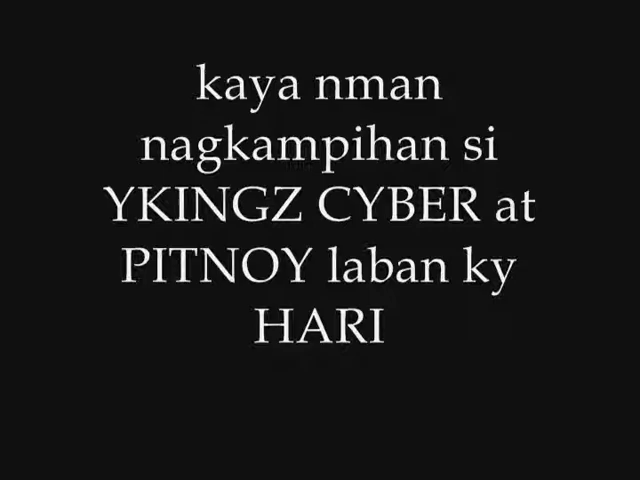 kaya nman
nagkampihan si
YKINGZ CYBER at
PITNOY laban ky
HARI